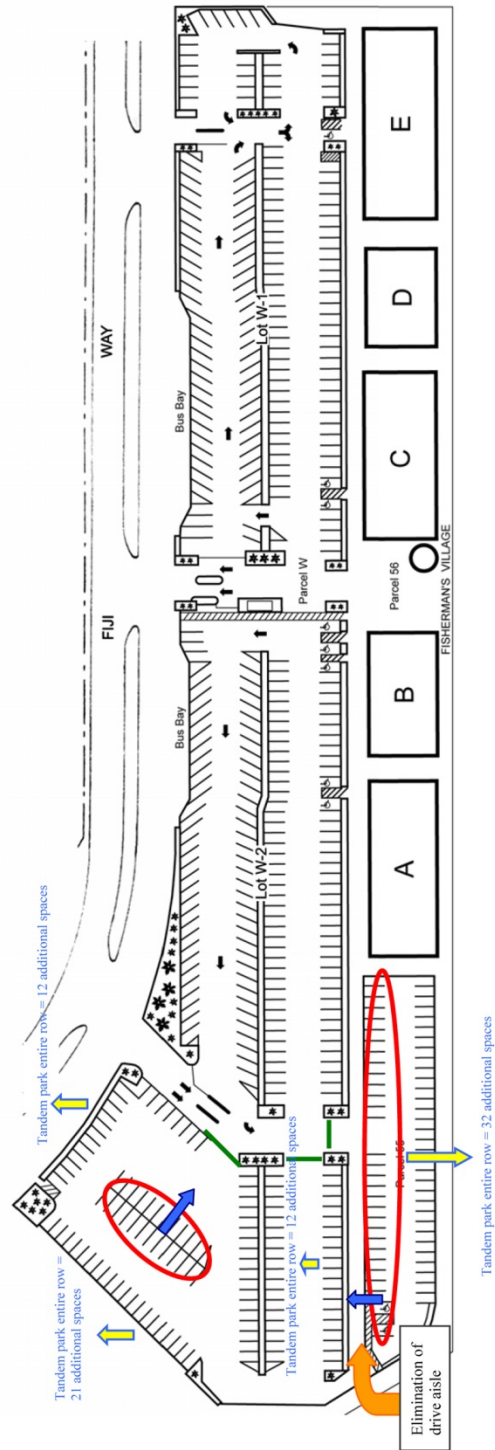 E
D
C
B
A
WAY
FIJI
Bus Bay
Bus Bay
Lot W-1
Lot W-2
Parcel W
Parcel 56
FISHERMAN'S VILLAGE
Parcel 55
Tandem park entire row = 12 additional spaces
Tandem park entire row =
21 additional spaces
Tandem park entire row = 12 additional spaces
Tandem park entire row = 32 additional spaces
Elimination of
drive aisle